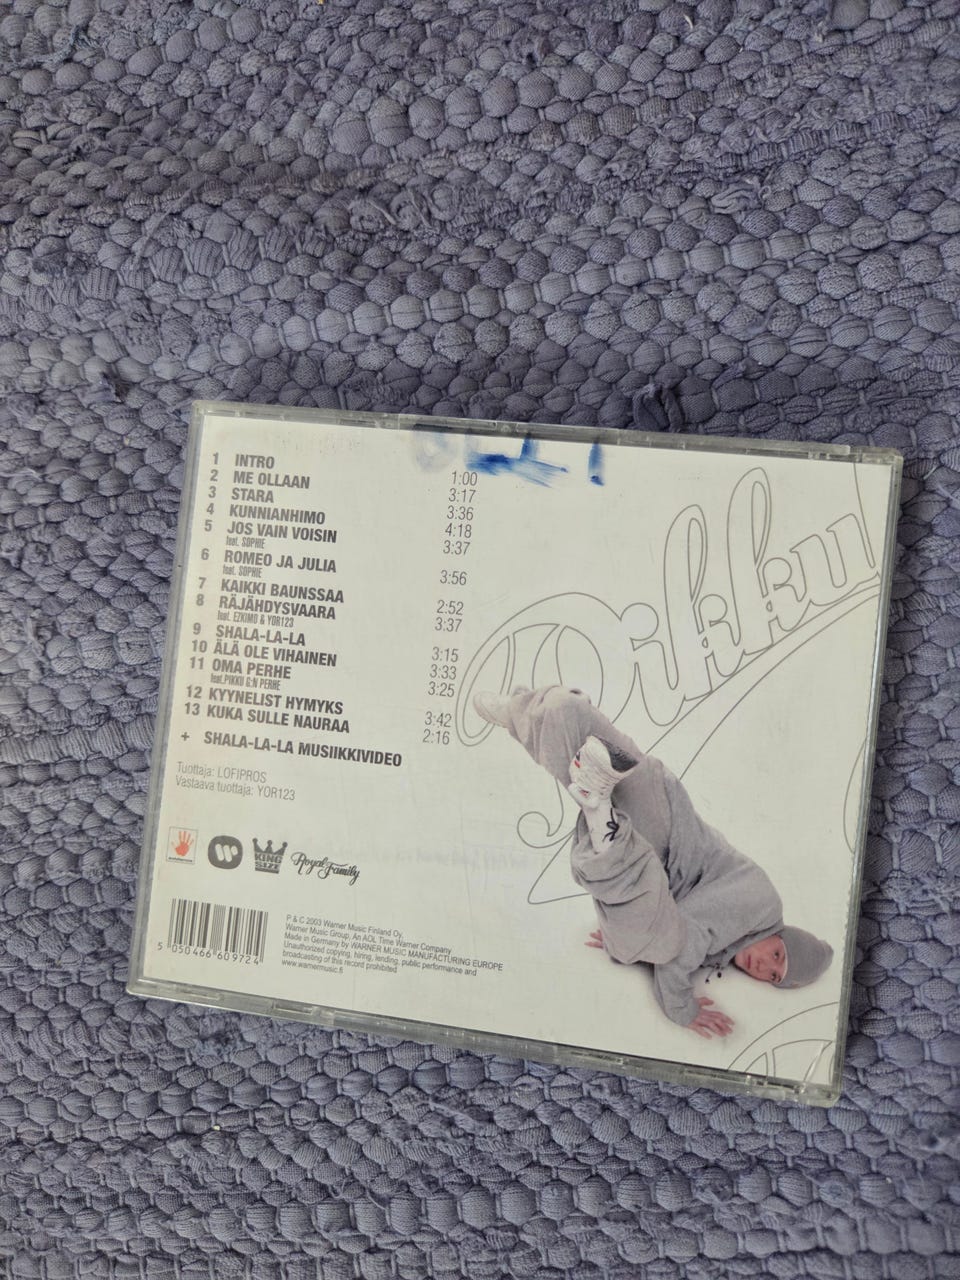 1 INTRO 1:00
2 ME OLLAAN 3:17
3 STARA 3:36
4 KUNNIANHIMO 4:18
5 JOS VAIN VOISIN 3:37
feat. SOPHIE
6 ROMEO JA JULIA 3:56
feat. SOPHIE
7 KAIKKI BAUNSSAA 2:52
8 RÄJÄHDYSVAARA 3:37
feat. EZKIMO & YOR123
9 SHALA-LA-LA 3:15
10 ÄLÄ OLE VIHAINEN 3:33
11 OMA PERHE 3:25
feat.PIKKU G:N PERHE
12 KYYNELIST HYMYKS 3:42
13 KUKA SULLE NAURAA 2:16
+ SHALA-LA-LA MUSIIKKIVIDEO
Tuottaja: LOFIPROS
Vastaava tuottaja: YOR123
Pikku
KING SIZE
Royal Family
5 050466 609724
P & C 2003 Warner Music Finland Oy,
Warner Music Group, An AOL Time Warner Company
Made in Germany by WARNER MUSIC MANUFACTURING EUROPE
Unauthorized copying, hiring, lending, public performance and
broadcasting of this record prohibited
www.warnermusic.fi